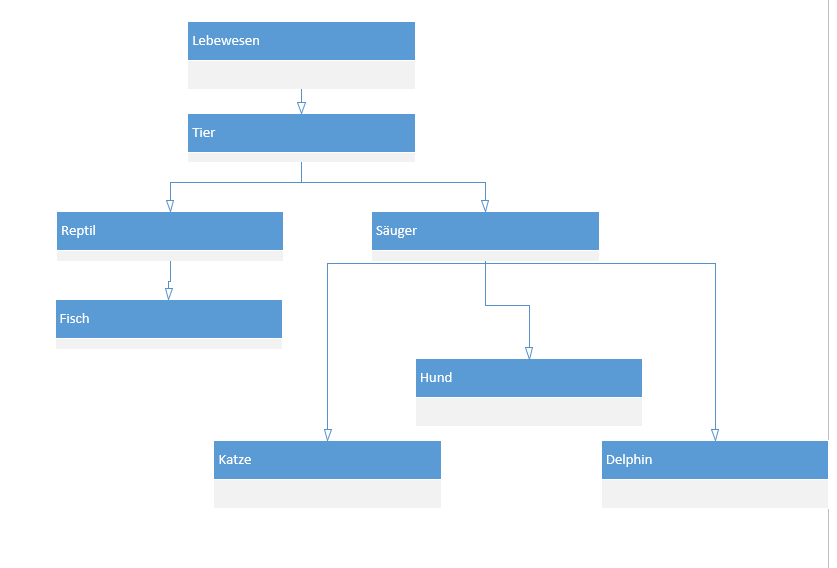 Lebewesen
Tier
Reptil
Säuger
Fisch
Hund
Katze
Delphin